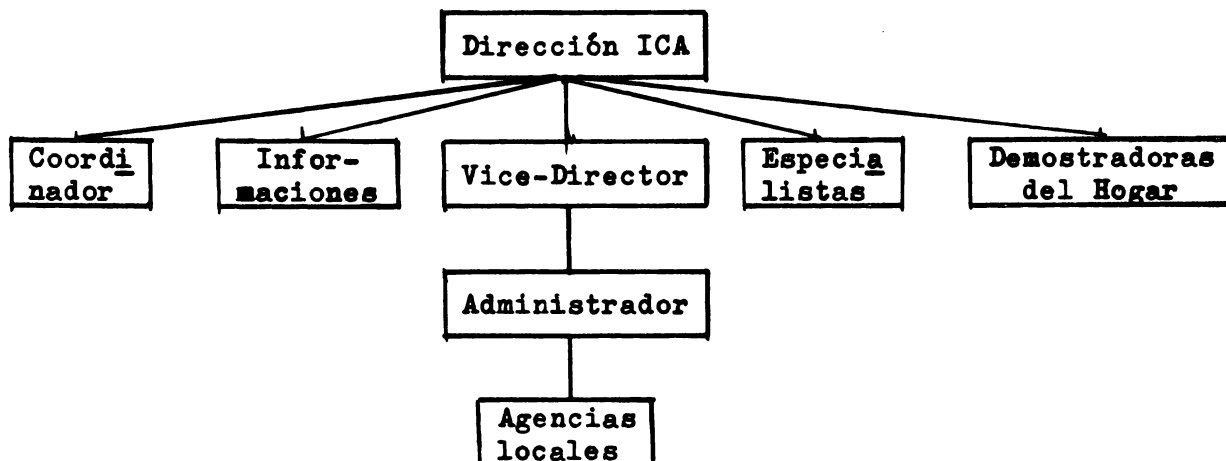 Dirección ICA
Coordi
nador
Infor-
maciones
Vice-Director
Especia
listas
Demostradoras
del Hogar
Administrador
Agencias
locales